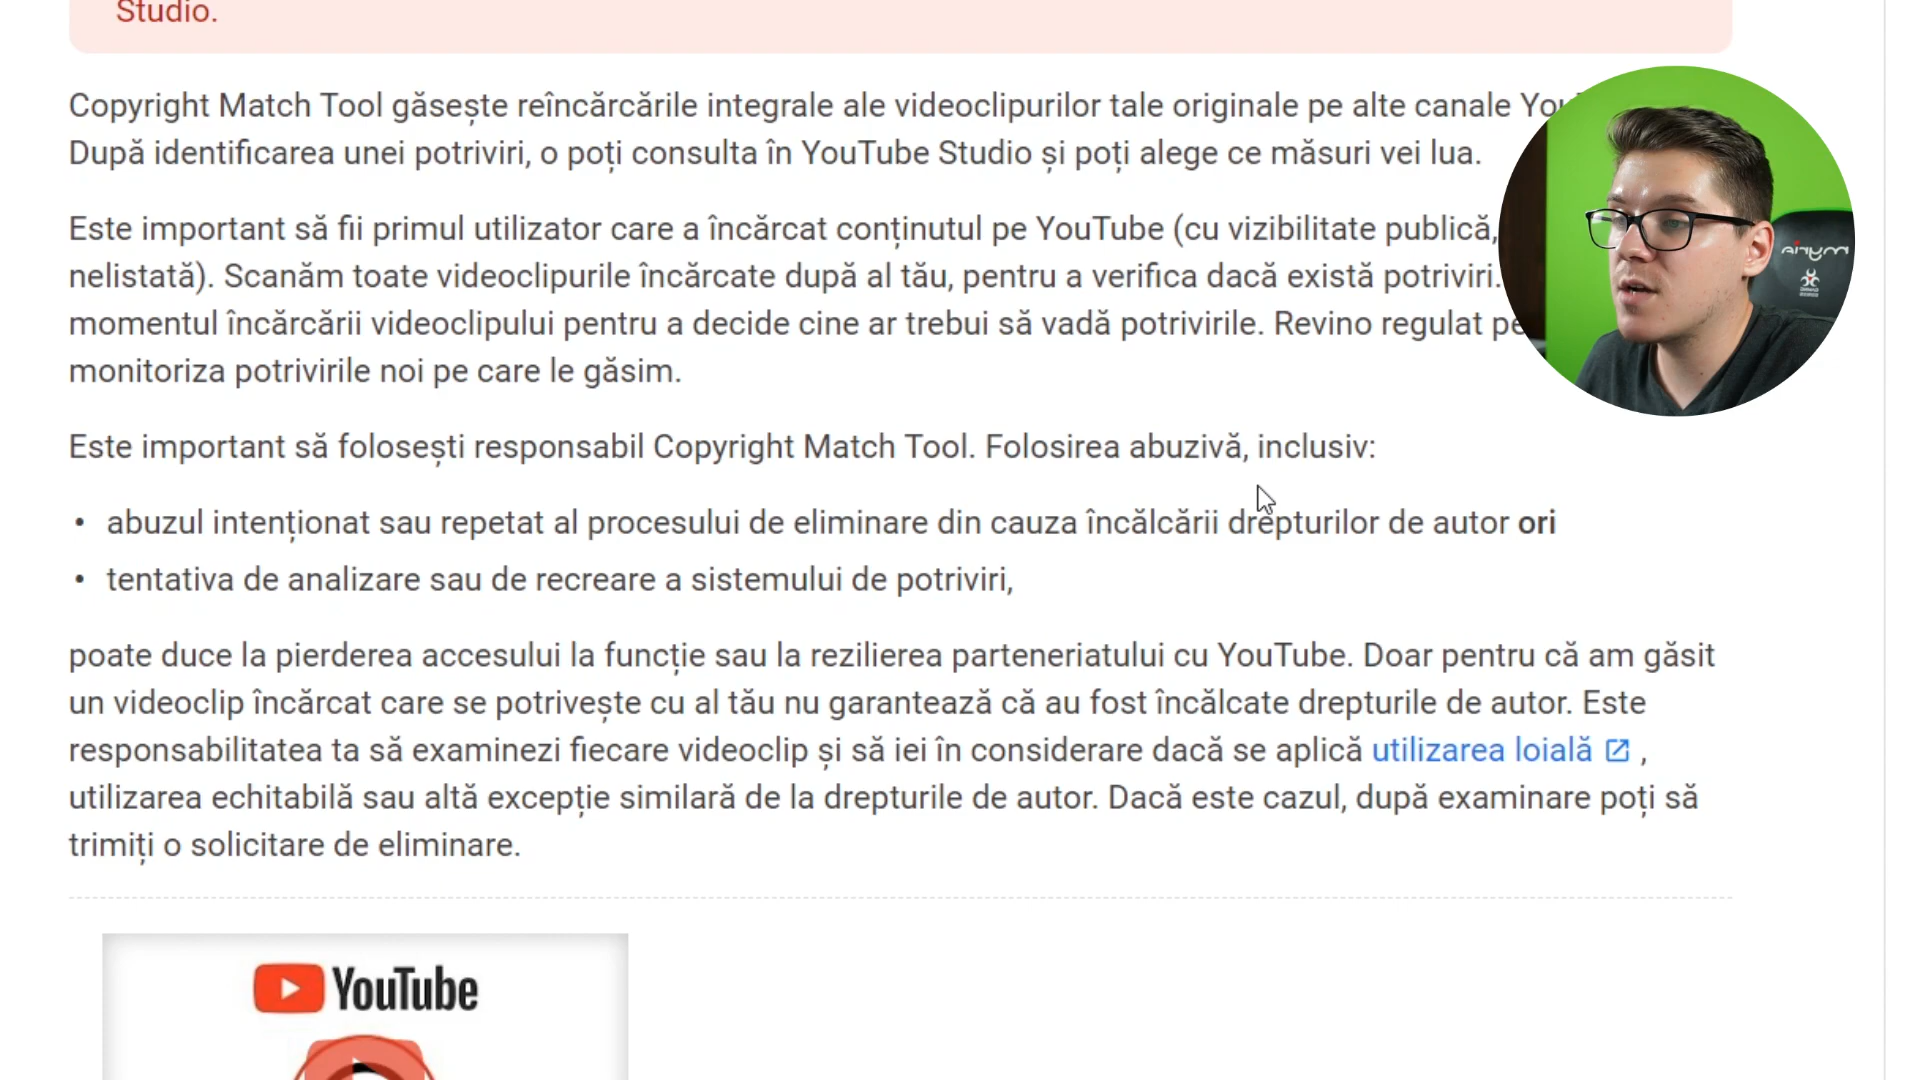 Studio.
Copyright Match Tool găsește reîncărcările integrale ale videoclipurilor tale originale pe alte canale
După identificarea unei potriviri, o poți consulta în YouTube Studio și poți alege ce măsuri vei lua.
Este important să fii primul utilizator care a încărcat conținutul pe YouTube (cu vizibilitate publică,
nelistată). Scanăm toate videoclipurile încărcate după al tău, pentru a verifica dacă există potriviri.
momentul încărcării videoclipului pentru a decide cine ar trebui să vadă potrivirile. Revino regulat
monitoriza potrivirile noi pe care le găsim.
Este important să folosești responsabil Copyright Match Tool. Folosirea abuzivă, inclusiv:
• abuzul intenționat sau repetat al procesului de eliminare din cauza încălcării drepturilor de autor ori
• tentativa de analizare sau de recreare a sistemului de potriviri,
poate duce la pierderea accesului la funcție sau la rezilierea parteneriatului cu YouTube. Doar pentru că am găsit
un videoclip încărcat care se potrivește cu al tău nu garantează că au fost încălcate drepturile de autor. Este
responsabilitatea ta să examinezi fiecare videoclip și să iei în considerare dacă se aplică utilizarea loială ,
utilizarea echitabilă sau altă excepție similară de la drepturile de autor. Dacă este cazul, după examinare poți să
trimiți o solicitare de eliminare.
YouTube